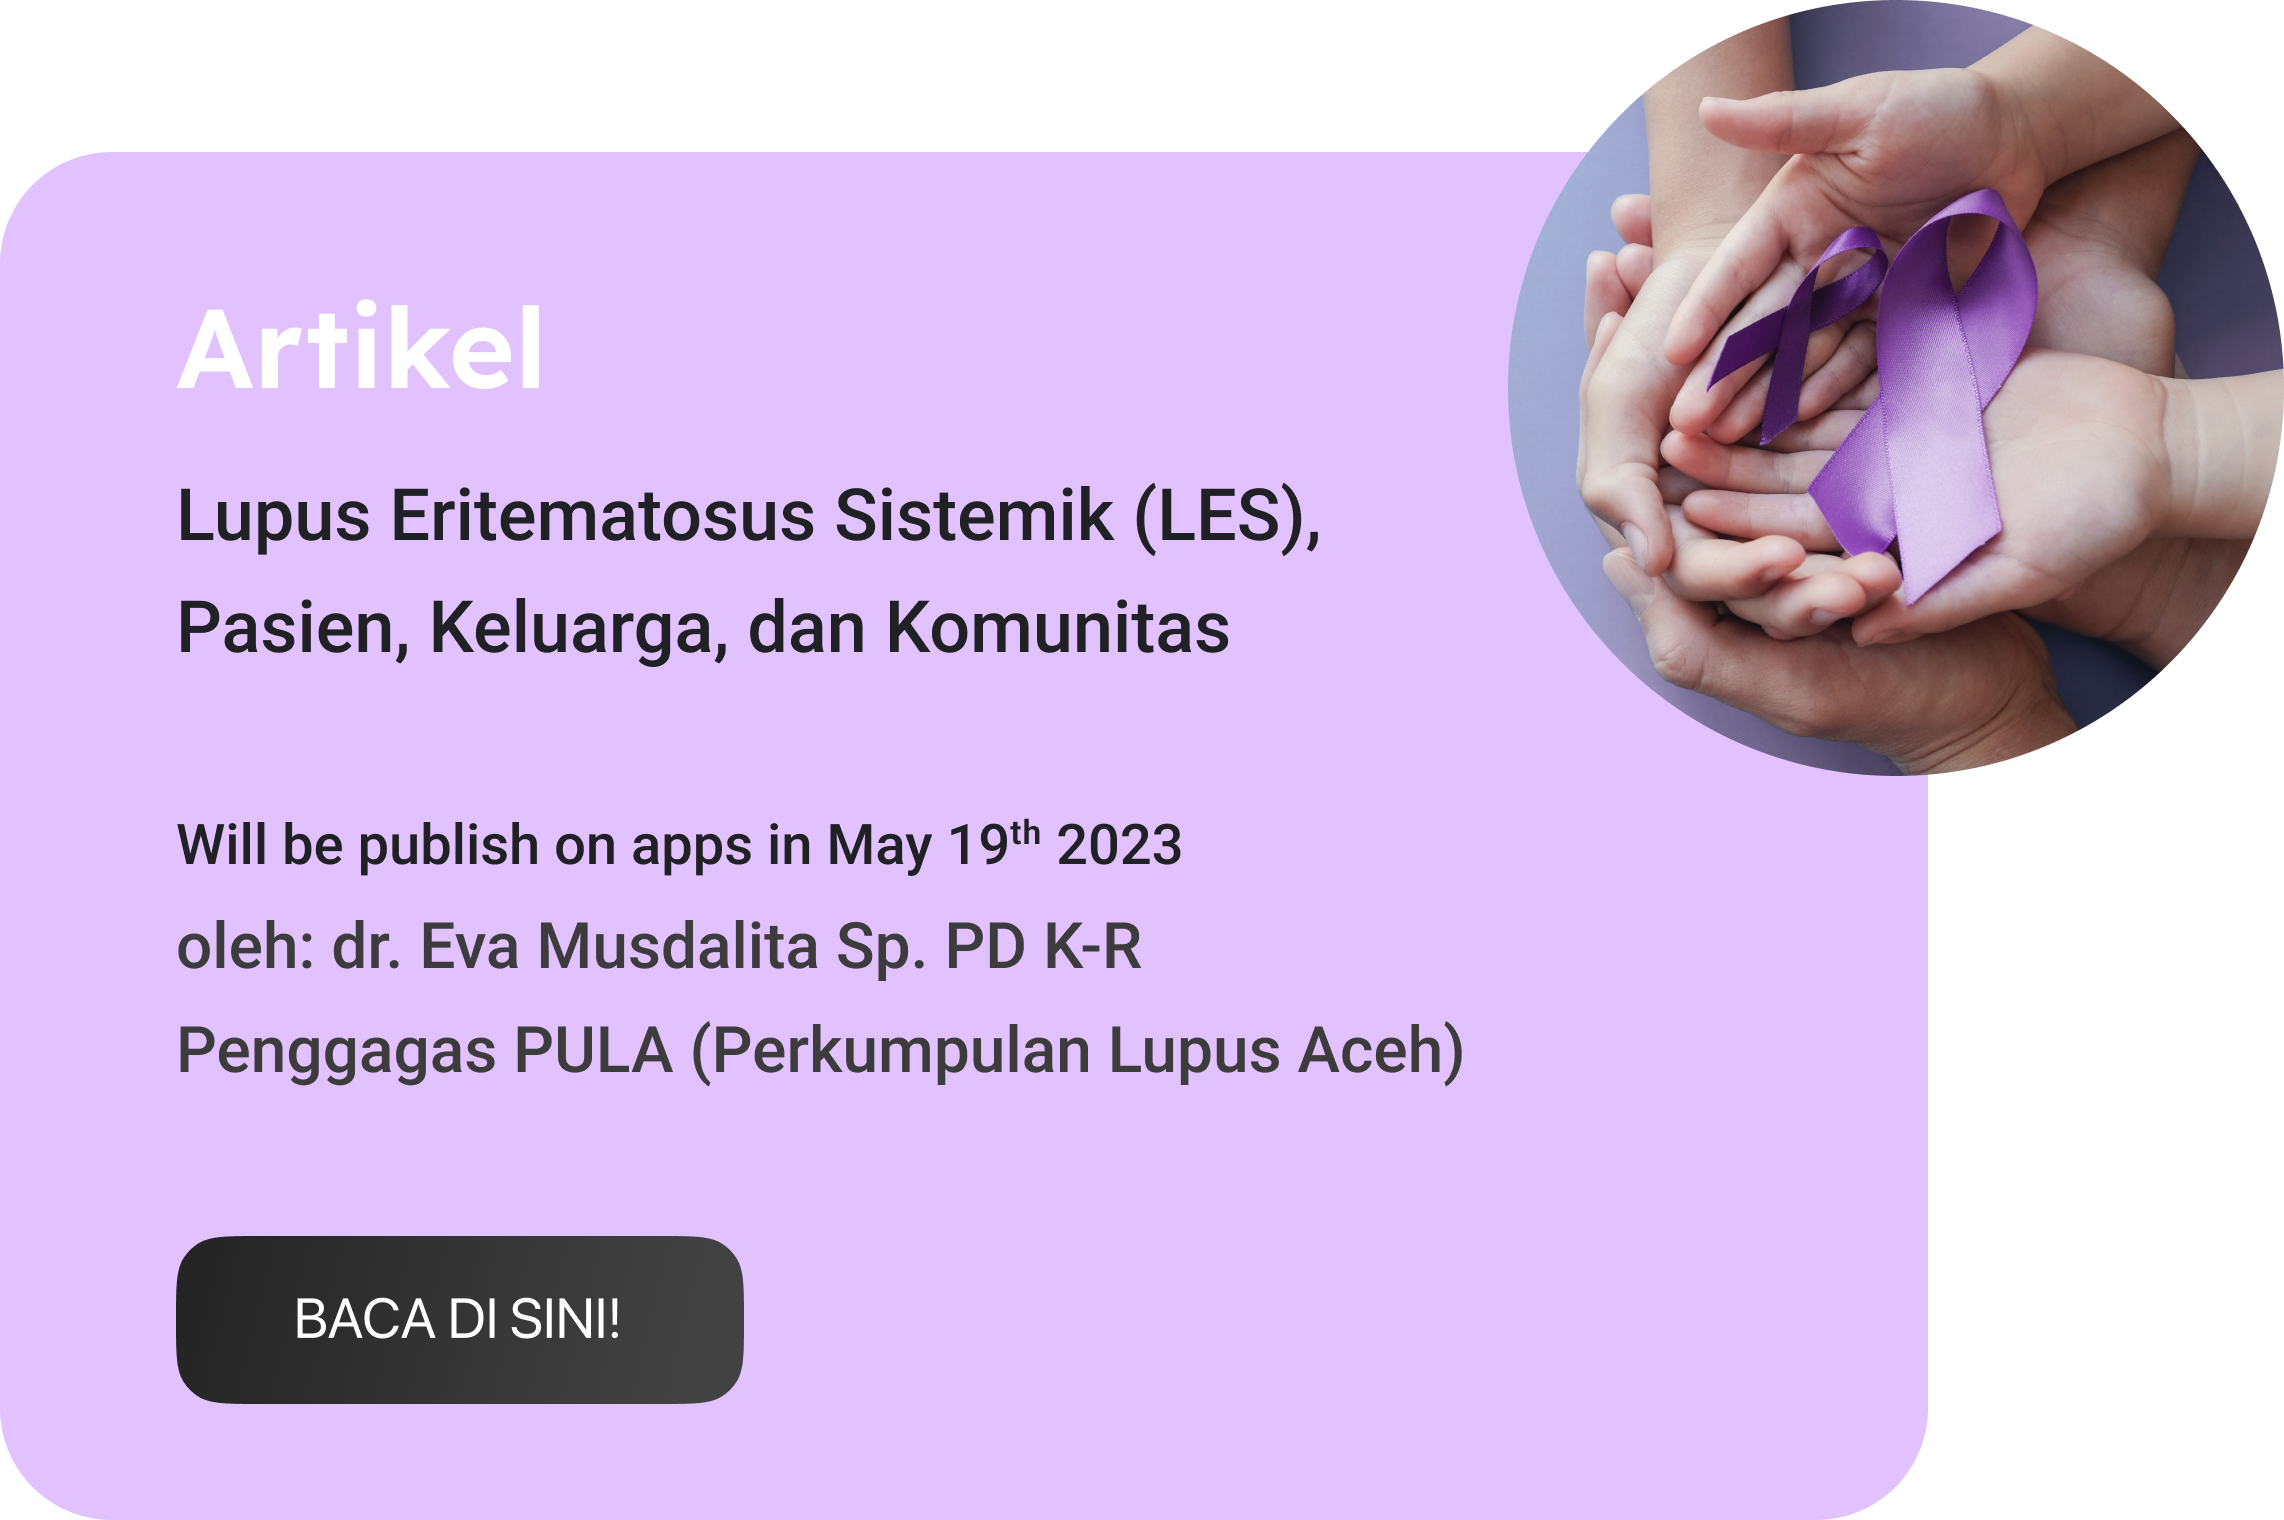 Artikel
Lupus Eritematosus Sistemik (LES),
Pasien, Keluarga, dan Komunitas
Will be publish on apps in May 19th 2023
oleh: dr. Eva Musdalita Sp. PD K-R
Penggagas PULA (Perkumpulan Lupus Aceh)
BACA DI SINI!